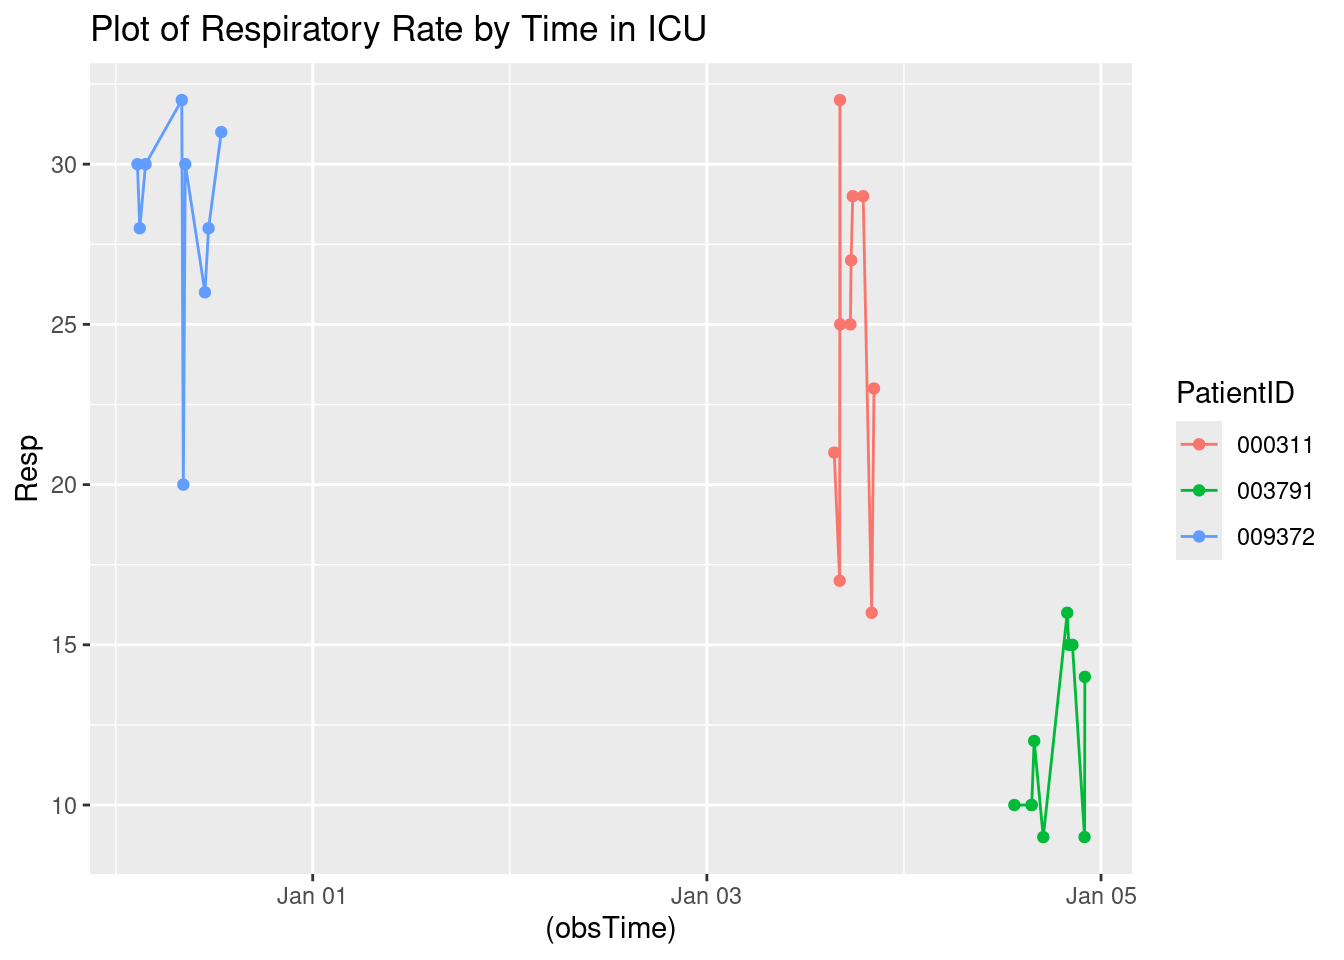 Plot of Respiratory Rate by Time in ICU
30
25
20
15
10
Resp
Jan 01
Jan 03
Jan 05
(obsTime)
PatientID
000311
003791
009372